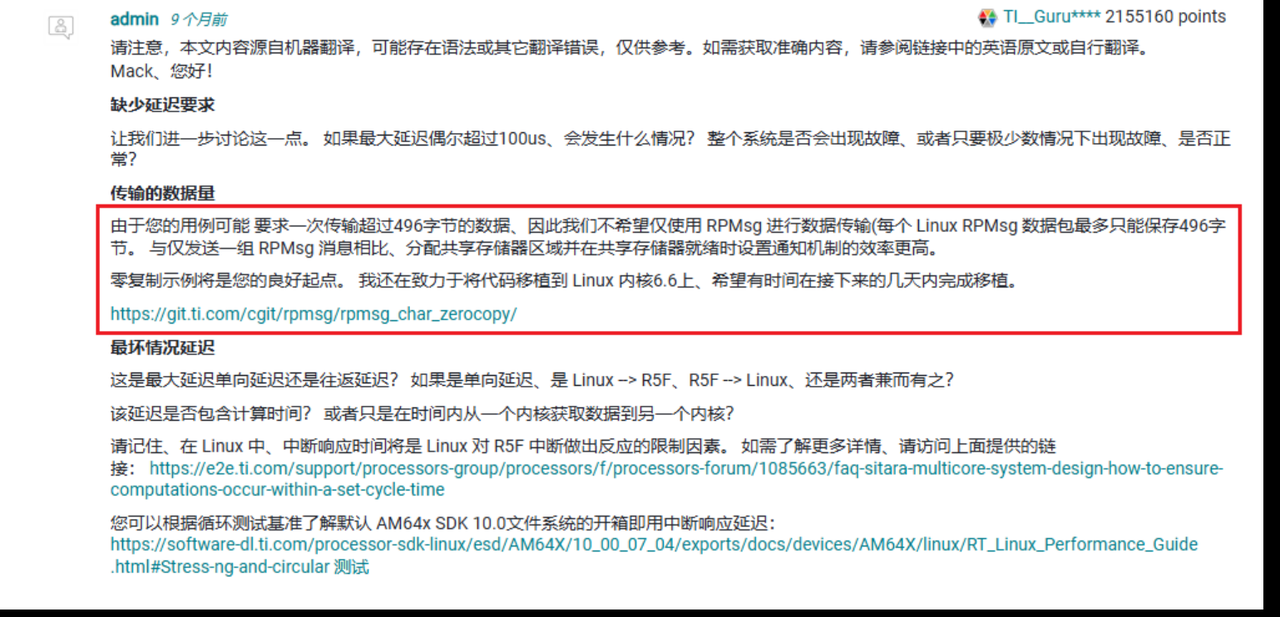 admin 9 个月前 TI__Guru**** 2155160 points
请注意，本文内容源自机器翻译，可能存在语法或其它翻译错误，仅供参考。如需获取准确内容，请参阅链接中的英语原文或自行翻译。
Mack、您好！
缺少延迟要求
让我们进一步讨论这一点。 如果最大延迟偶尔超过100us、会发生什么情况？ 整个系统是否会出现故障、或者只要极少数情况下出现故障、是否正
常？
传输的数据量
由于您的用例可能 要求一次传输超过496字节的数据、因此我们不希望仅使用 RPMsg 进行数据传输(每个 Linux RPMsg 数据包最多只能保存496字
节。 与仅发送一组 RPMsg 消息相比、分配共享存储器区域并在共享存储器就绪时设置通知机制的效率更高。
零复制示例将是您的良好起点。 我还在致力于将代码移植到 Linux 内核6.6上、希望有时间在接下来的几天内完成移植。
https://git.ti.com/cgit/rpmsg/rpmsg_char_zerocopy/
最坏情况延迟
这是最大延迟单向延迟还是往返延迟？ 如果是单向延迟、是 Linux --> R5F、R5F --> Linux、还是两者兼而有之？
该延迟是否包含计算时间？ 或者只是在时间内从一个内核获取数据到另一个内核？
请记住、在 Linux 中、中断响应时间将是 Linux 对 R5F 中断做出反应的限制因素。 如需了解更多详情、请访问上面提供的链
接： https://e2e.ti.com/support/processors-group/processors/f/processors-forum/1085663/faq-sitara-multicore-system-design-how-to-ensure-
computations-occur-within-a-set-cycle-time
您可以根据循环测试基准了解默认 AM64x SDK 10.0文件系统的开箱即用中断响应延迟：
https://software-dl.ti.com/processor-sdk-linux/esd/AM64X/10_00_07_04/exports/docs/devices/AM64X/linux/RT_Linux_Performance_Guide
.html#Stress-ng-and-circular 测试